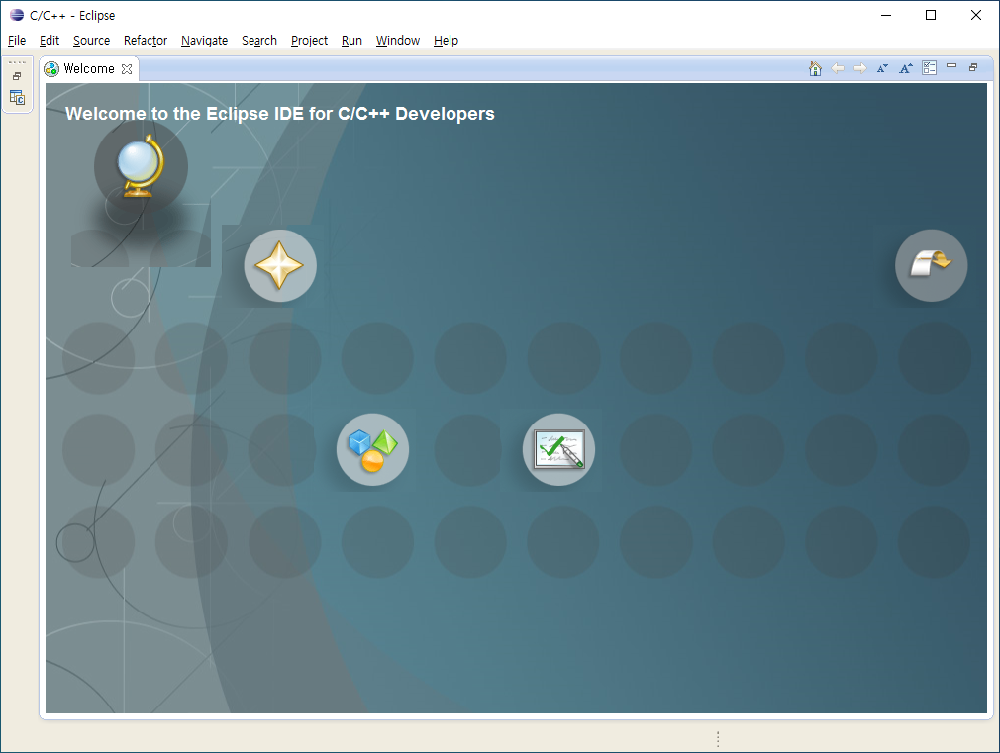 C/C++ - Eclipse
File Edit Source Refactor Navigate Search Project Run Window Help
Welcome
Welcome to the Eclipse IDE for C/C++ Developers